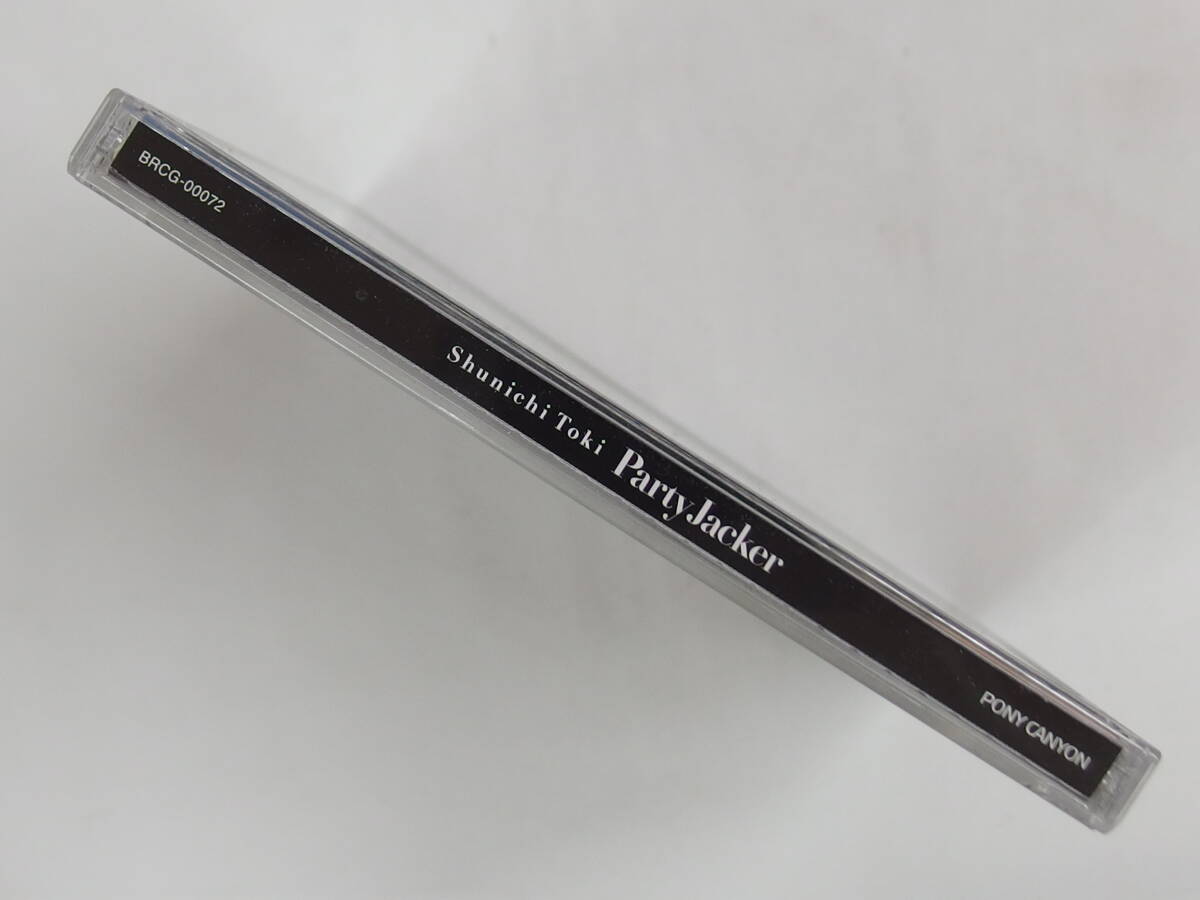 BRCG-00072
Shunichi Toki PartyJacker
PONY CANYON